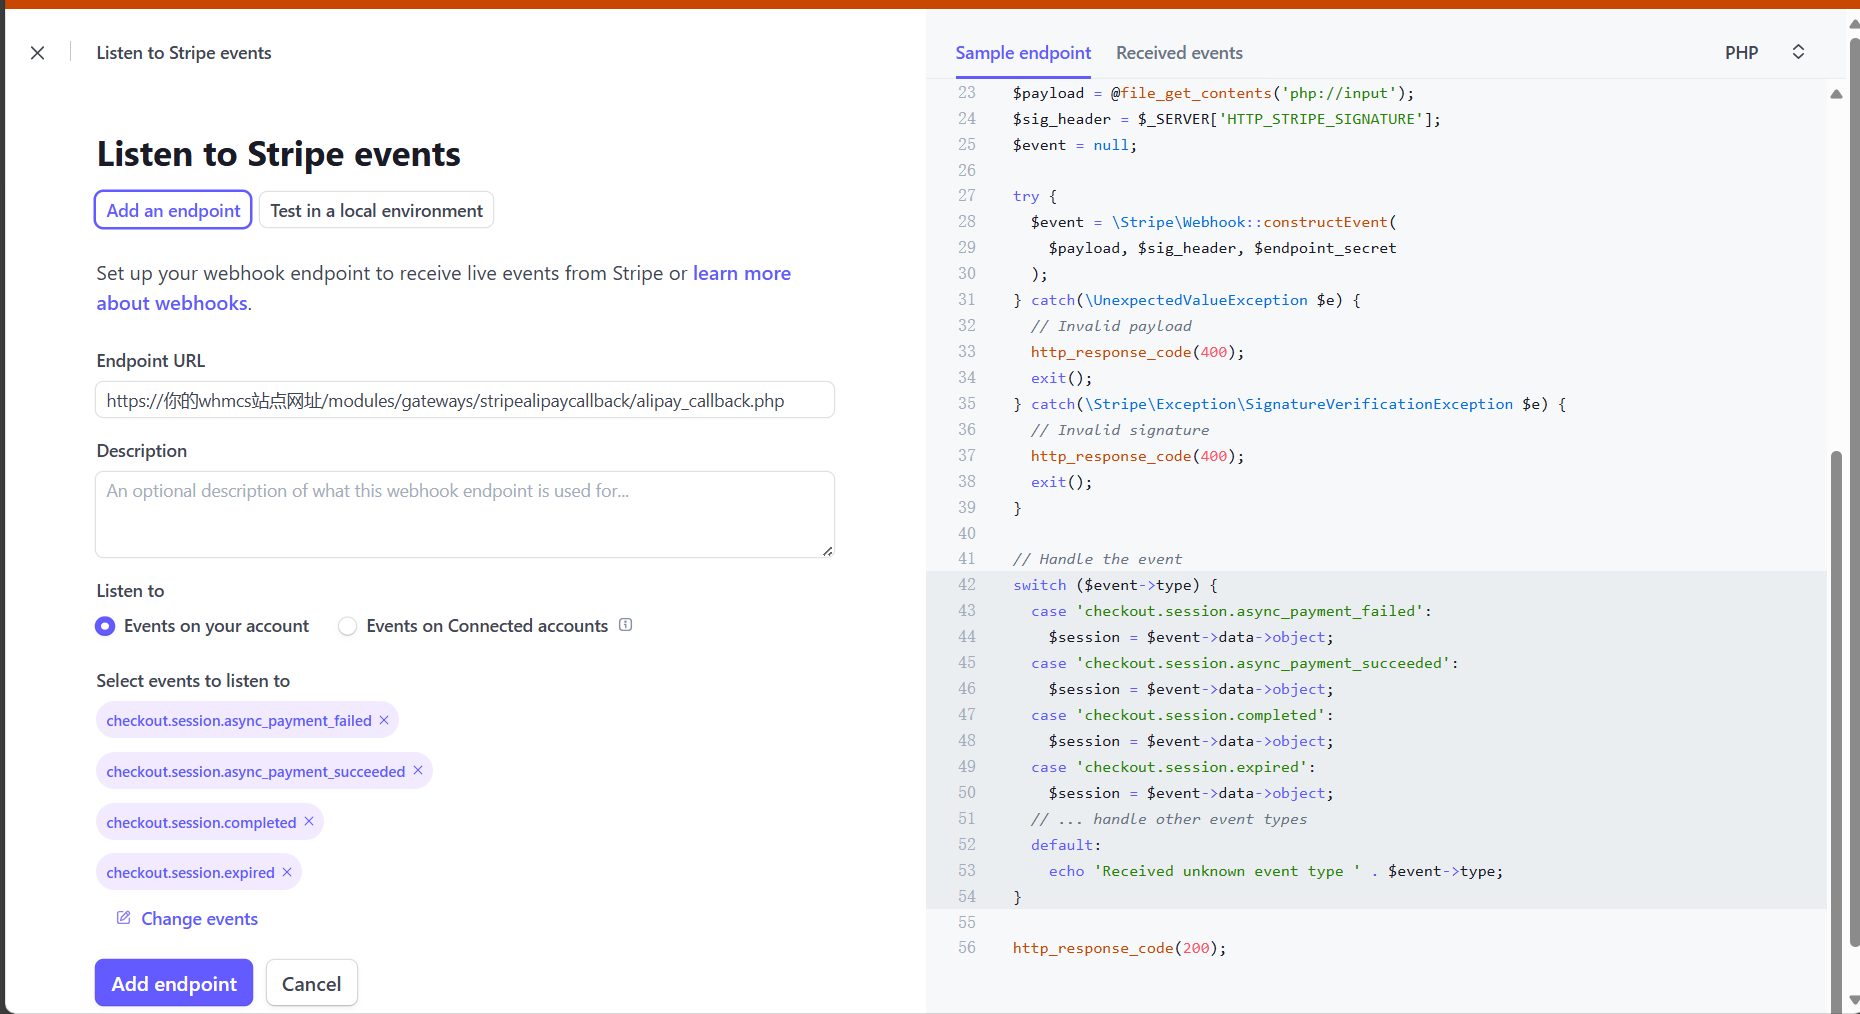 Listen to Stripe events
Listen to Stripe events
Add an endpoint
Test in a local environment
Set up your webhook endpoint to receive live events from Stripe or learn more
about webhooks.
Endpoint URL
https://你的whmcs站点网址/modules/gateways/stripealipaycallback/alipay_callback.php
Description
An optional description of what this webhook endpoint is used for...
Listen to
Events on your account
Events on Connected accounts
Select events to listen to
checkout.session.async_payment_failed ×
checkout.session.async_payment_succeeded ×
checkout.session.completed ×
checkout.session.expired ×
Change events
Add endpoint
Cancel
Sample endpoint
Received events
PHP
23 $payload = @file_get_contents('php://input');
24 $sig_header = $_SERVER['HTTP_STRIPE_SIGNATURE'];
25 $event = null;
26
27 try {
28   $event = \Stripe\Webhook::constructEvent(
29     $payload, $sig_header, $endpoint_secret
30   );
31 } catch(\UnexpectedValueException $e) {
32   // Invalid payload
33   http_response_code(400);
34   exit();
35 } catch(\Stripe\Exception\SignatureVerificationException $e) {
36   // Invalid signature
37   http_response_code(400);
38   exit();
39 }
40
41 // Handle the event
42 switch ($event->type) {
43   case 'checkout.session.async_payment_failed':
44     $session = $event->data->object;
45   case 'checkout.session.async_payment_succeeded':
46     $session = $event->data->object;
47   case 'checkout.session.completed':
48     $session = $event->data->object;
49   case 'checkout.session.expired':
50     $session = $event->data->object;
51   // ... handle other event types
52   default:
53     echo 'Received unknown event type ' . $event->type;
54 }
55
56 http_response_code(200);